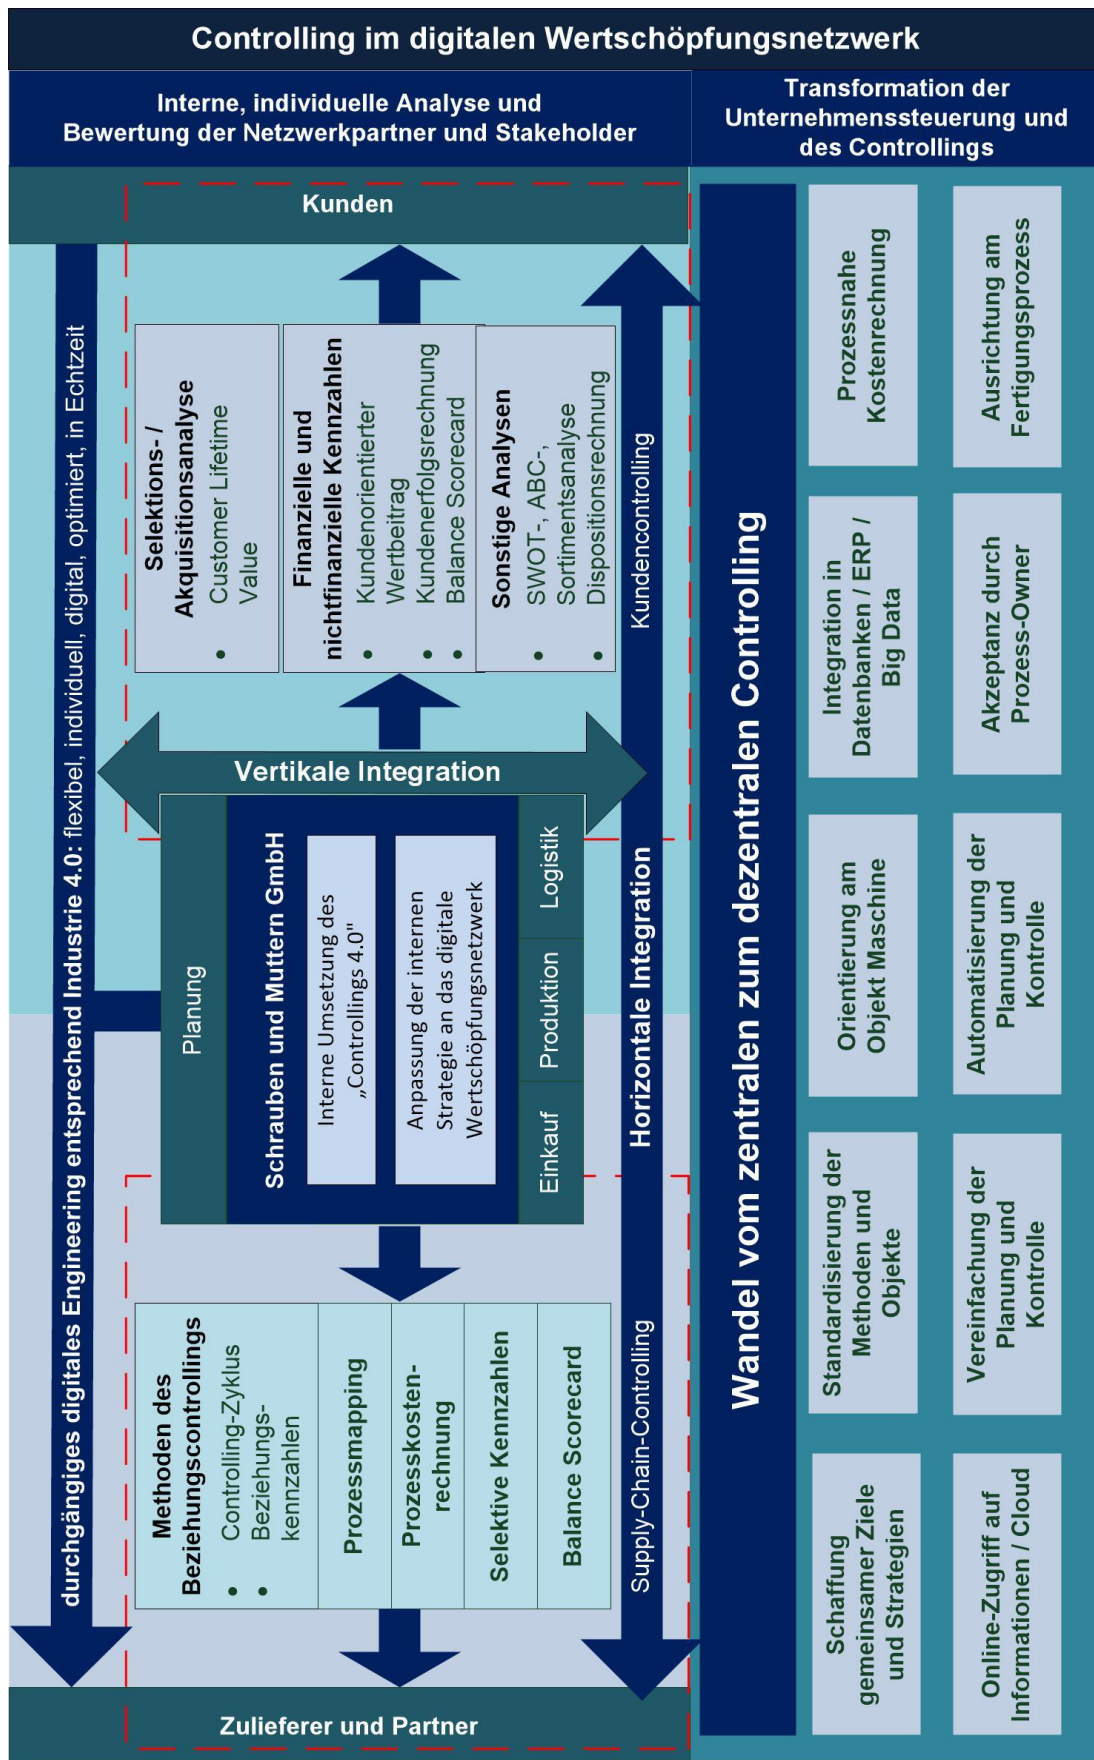 Controlling im digitalen Wertschöpfungsnetzwerk
Interne, individuelle Analyse und
Bewertung der Netzwerkpartner und Stakeholder
Transformation der
Unternehmenssteuerung und
des Controllings
Kunden
durchgängiges digitales Engineering entsprechend Industrie 4.0: flexibel, individuell, digital, optimiert, in Echtzeit
Selektions- /
Akquisitionsanalyse
• Customer Lifetime
Value
Finanzielle und
nichtfinanzielle Kennzahlen
• Kundenorientierter
Wertbeitrag
• Kundenerfolgsrechnung
• Balance Scorecard
Sonstige Analysen
• SWOT-, ABC-,
Sortimentsanalyse
• Dispositionsrechnung
Vertikale Integration
Planung
Schrauben und Muttern GmbH
Interne Umsetzung des
„Controllings 4.0"
Anpassung der internen
Strategie an das digitale
Wertschöpfungsnetzwerk
Einkauf
Produktion
Logistik
Methoden des
Beziehungscontrollings
• Controlling-Zyklus
• Beziehungs-
kennzahlen
Prozessmapping
Prozesskosten-
rechnung
Selektive Kennzahlen
Balance Scorecard
Supply-Chain-Controlling
Horizontale Integration
Kundencontrolling
Zulieferer und Partner
Wandel vom zentralen zum dezentralen Controlling
Schaffung
gemeinsamer Ziele
und Strategien
Standardisierung der
Methoden und
Objekte
Orientierung am
Objekt Maschine
Integration in
Datenbanken / ERP /
Big Data
Prozessnahe
Kostenrechnung
Online-Zugriff auf
Informationen / Cloud
Vereinfachung der
Planung und
Kontrolle
Automatisierung der
Planung und
Kontrolle
Akzeptanz durch
Prozess-Owner
Ausrichtung am
Fertigungsprozess